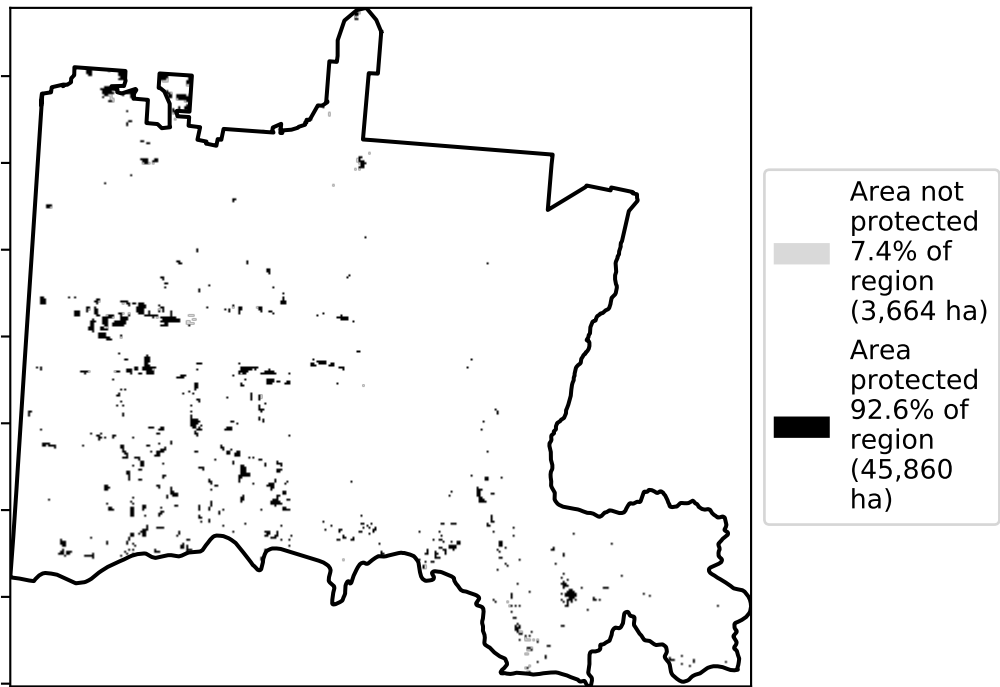 Area not
protected
7.4% of
region
(3,664 ha)
Area
protected
92.6% of
region
(45,860
ha)